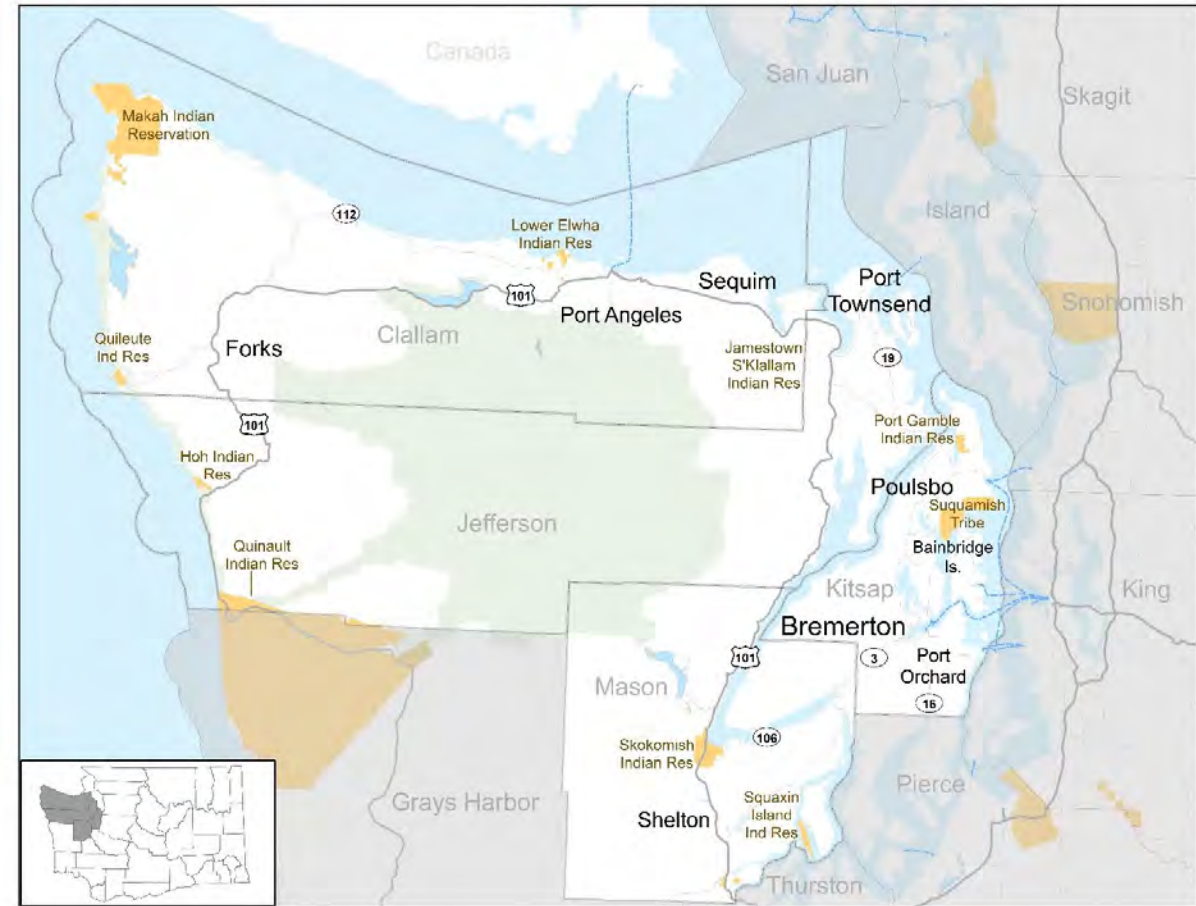 Canada
San Juan
Skagit
Makah Indian
Reservation
Island
112
Lower Elwha
Indian Res
Sequim
Port
Townsend
Snohomish
101
Port Angeles
Clallam
Quileute
Ind Res
Forks
Jamestown
S'Klallam
Indian Res
19
101
Port Gamble
Indian Res
Hoh Indian
Res
Poulsbo
Suquamish
Tribe
Jefferson
Bainbridge
Is.
Quinault
Indian Res
Kitsap
King
Bremerton
101
3
Port
Orchard
Mason
16
106
Skokomish
Indian Res
Pierce
Grays Harbor
Squaxin
Island
Ind Res
Shelton
Thurston